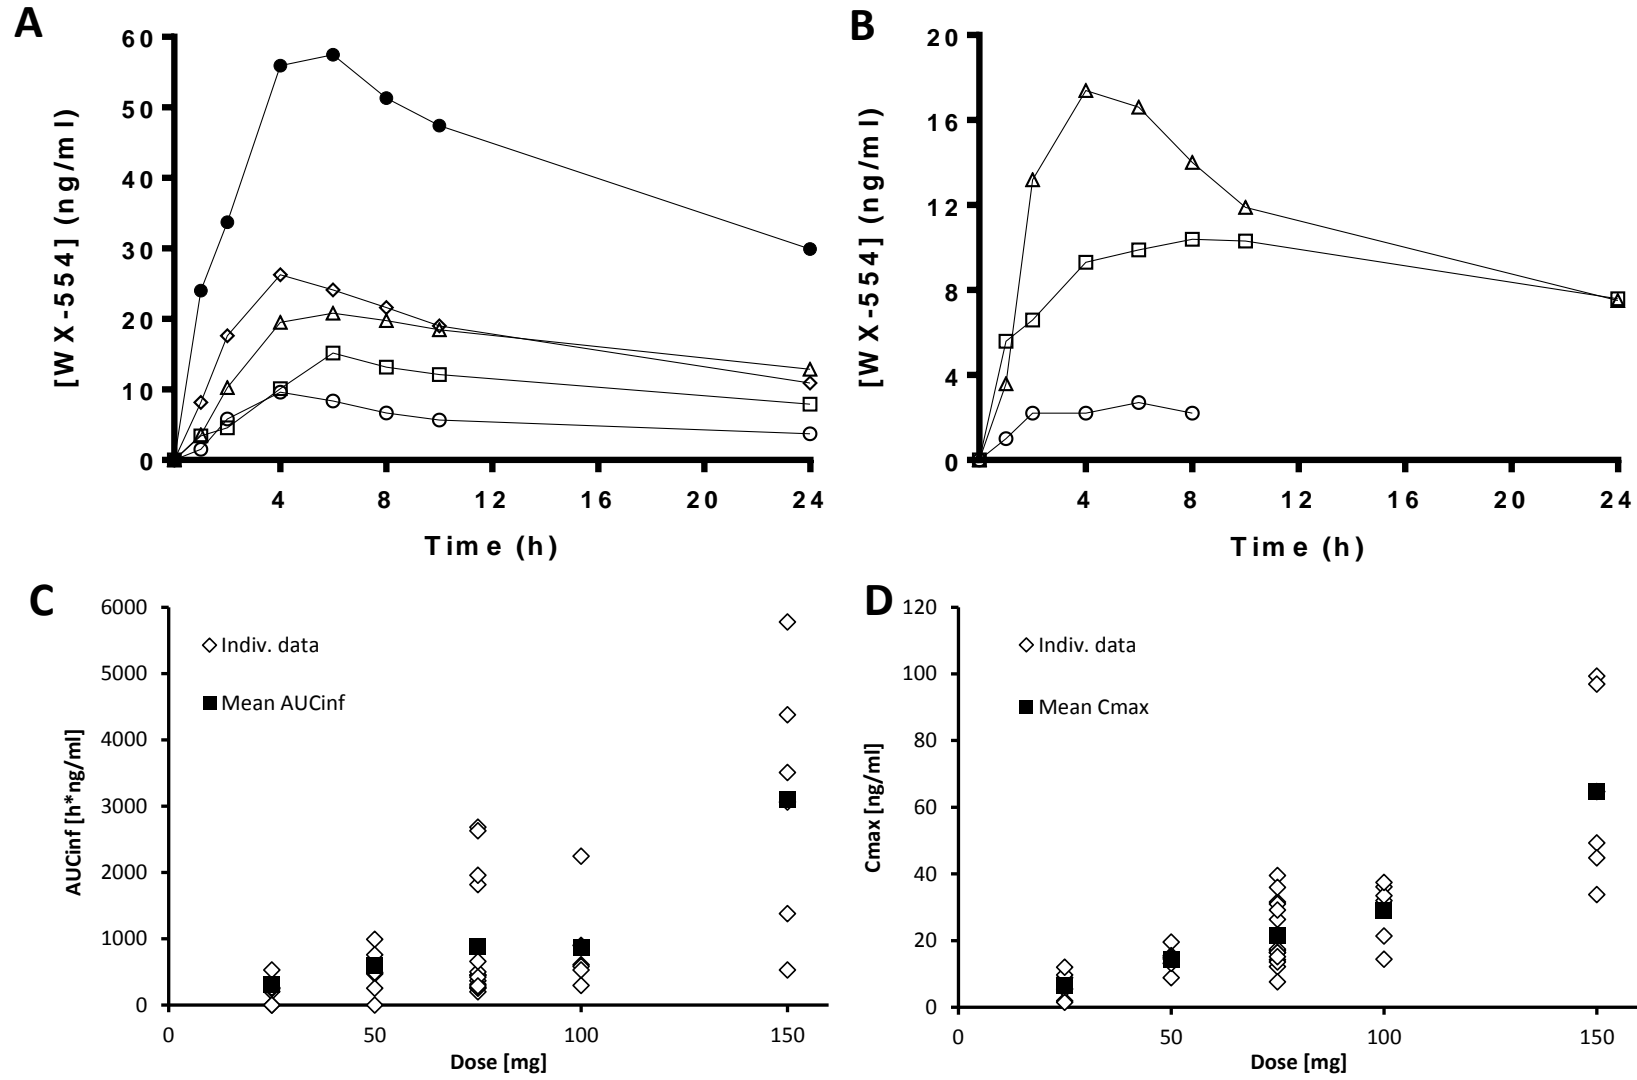 A
[WX-554] (ng/ml)
60
50
40
30
20
10
0
4 8 12 16 20 24
Time (h)
B
[WX-554] (ng/ml)
20
16
12
8
4
0
4 8 12 16 20 24
Time (h)
C
AUCinf [h*ng/ml]
6000
5000
4000
3000
2000
1000
0
Indiv. data
Mean AUCinf
0 50 100 150
Dose [mg]
D
Cmax [ng/ml]
120
100
80
60
40
20
0
Indiv. data
Mean Cmax
0 50 100 150
Dose [mg]